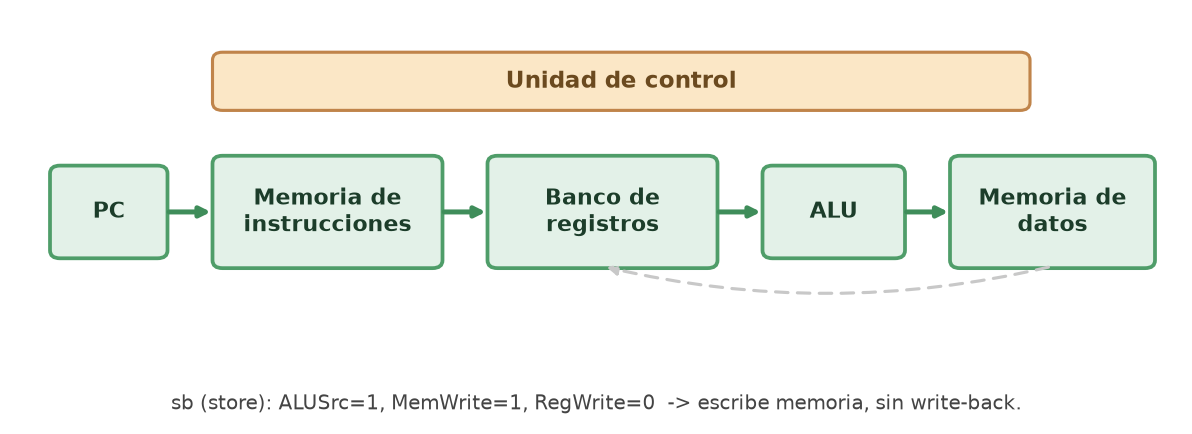 Unidad de control
PC
Memoria de
instrucciones
Banco de
registros
ALU
Memoria de
datos
sb (store): ALUSrc=1, MemWrite=1, RegWrite=0  -> escribe memoria, sin write-back.